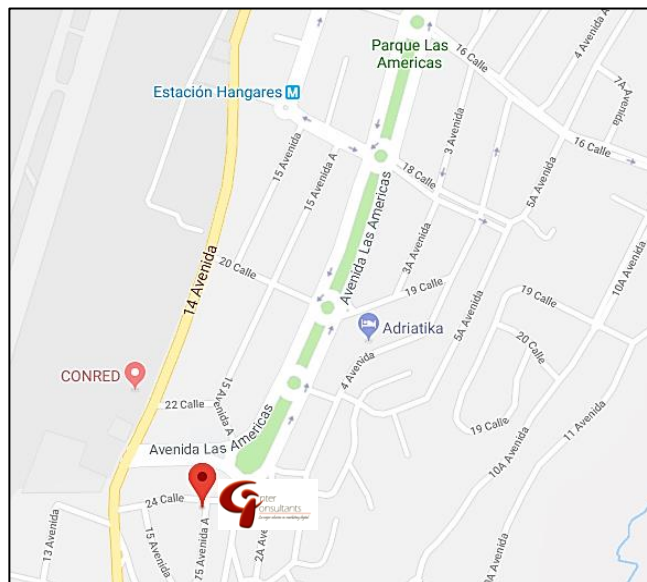 Parque Las
Americas
16 Calle
4 Avenida
7A
Avenida
Estación Hangares M
16 Calle
15 Avenida
15 Avenida A
3 Avenida
18 Calle
5A Avenida
Avenida Las Americas
14 Avenida
20 Calle
3A Avenida
19 Calle
10A Avenida
19 Calle
5A Avenida
Adriatika
20 Calle
4 Avenida
CONRED
15 Avenida A
22 Calle
19 Calle
11 Avenida
Avenida Las Americas
10A Avenida
24 Calle
onsultants
13 Avenida
15 Avenida
75 Avenida A
2A Avenida